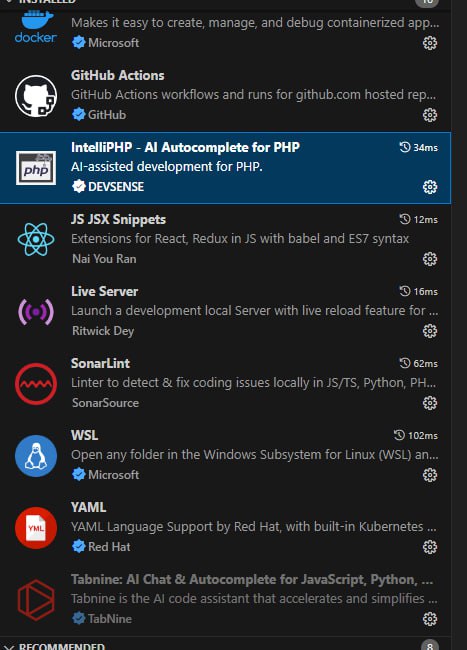 INSTALLED
16
docker
Makes it easy to create, manage, and debug containerized app...
Microsoft
GitHub Actions
GitHub Actions workflows and runs for github.com hosted rep...
GitHub
IntelliPHP - AI Autocomplete for PHP 34ms
php
AI-assisted development for PHP.
DEVSENSE
JS JSX Snippets 12ms
Extensions for React, Redux in JS with babel and ES7 syntax
Nai You Ran
Live Server 16ms
Launch a development local Server with live reload feature for ...
Ritwick Dey
SonarLint 62ms
Linter to detect & fix coding issues locally in JS/TS, Python, PH...
SonarSource
WSL 102ms
Open any folder in the Windows Subsystem for Linux (WSL) an...
Microsoft
YAML
YML
YAML Language Support by Red Hat, with built-in Kubernetes ...
Red Hat
Tabnine: AI Chat & Autocomplete for JavaScript, Python, ...
Tabnine is the AI code assistant that accelerates and simplifies ...
TabNine
RECOMMENDED 8